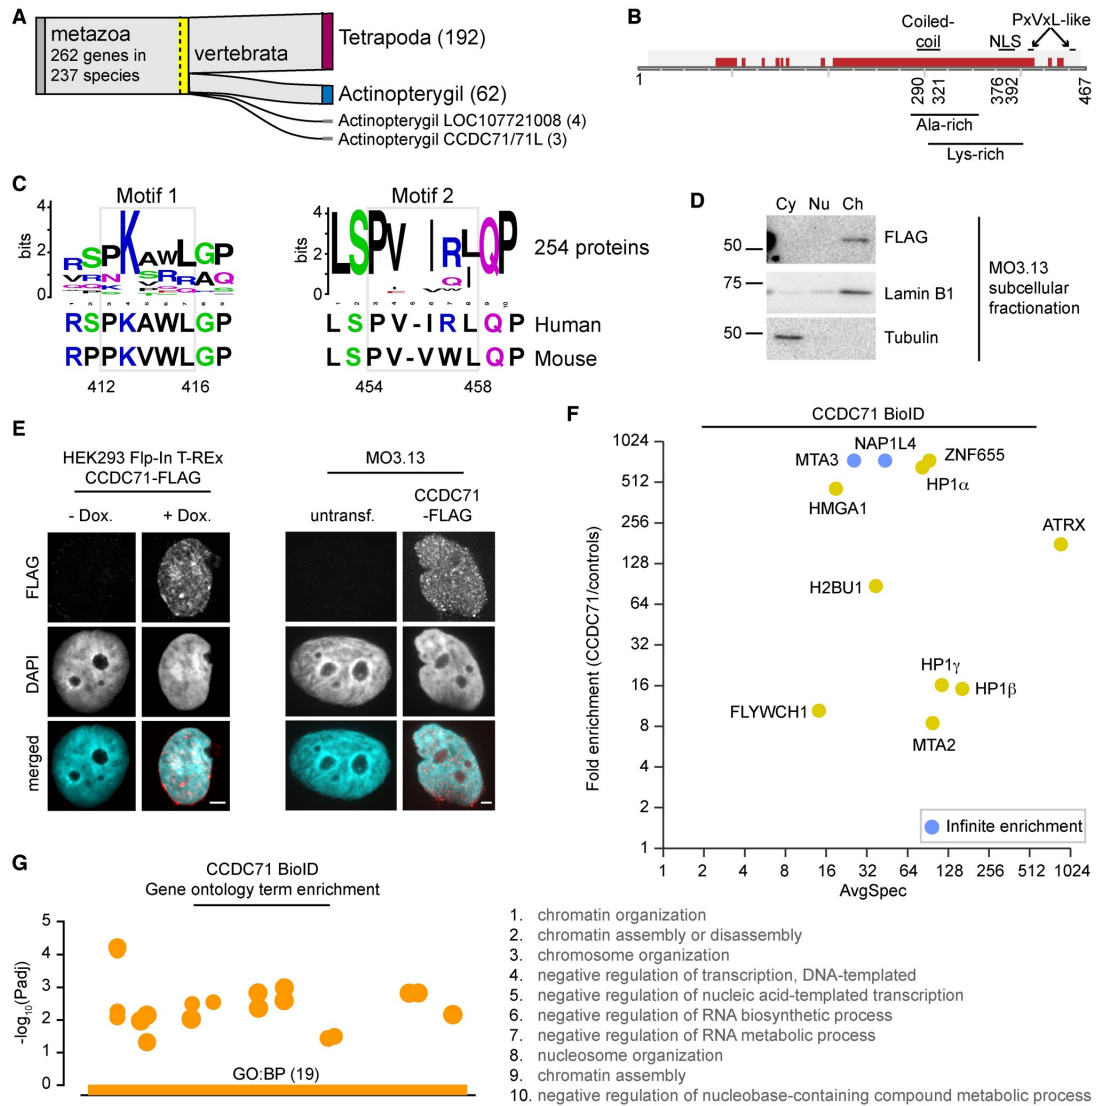 A
metazoa
262 genes in
237 species
vertebrata
Tetrapoda (192)
Actinopterygil (62)
Actinopterygil LOC107721008 (4)
Actinopterygil CCDC71/71L (3)
B
Coiled-
coil
NLS
PxVxL-like
1
290
321
376
392
467
Ala-rich
Lys-rich
C
Motif 1
Motif 2
bits
4
2
0
bits
4
2
0
254 proteins
RSPKAWLGP
LSPV-IRLQP
Human
RPPKVWLGP
LSPV-VWLQP
Mouse
412
416
454
458
D
Cy Nu Ch
50
FLAG
75
Lamin B1
50
Tubulin
MO3.13
subcellular
fractionation
E
HEK293 Flp-In T-REx
CCDC71-FLAG
- Dox.
+ Dox.
MO3.13
untransf.
CCDC71
-FLAG
FLAG
DAPI
merged
F
CCDC71 BioID
Fold enrichment (CCDC71/controls)
1024
512
256
128
64
32
16
8
4
2
1
MTA3
NAP1L4
ZNF655
HP1α
HMGA1
ATRX
H2BU1
HP1γ
HP1β
FLYWCH1
MTA2
Infinite enrichment
1 2 4 8 16 32 64 128 256 512 1024
AvgSpec
G
CCDC71 BioID
Gene ontology term enrichment
-log10(Padj)
5
4
3
2
1
0
GO:BP (19)
1. chromatin organization
2. chromatin assembly or disassembly
3. chromosome organization
4. negative regulation of transcription, DNA-templated
5. negative regulation of nucleic acid-templated transcription
6. negative regulation of RNA biosynthetic process
7. negative regulation of RNA metabolic process
8. nucleosome organization
9. chromatin assembly
10. negative regulation of nucleobase-containing compound metabolic process